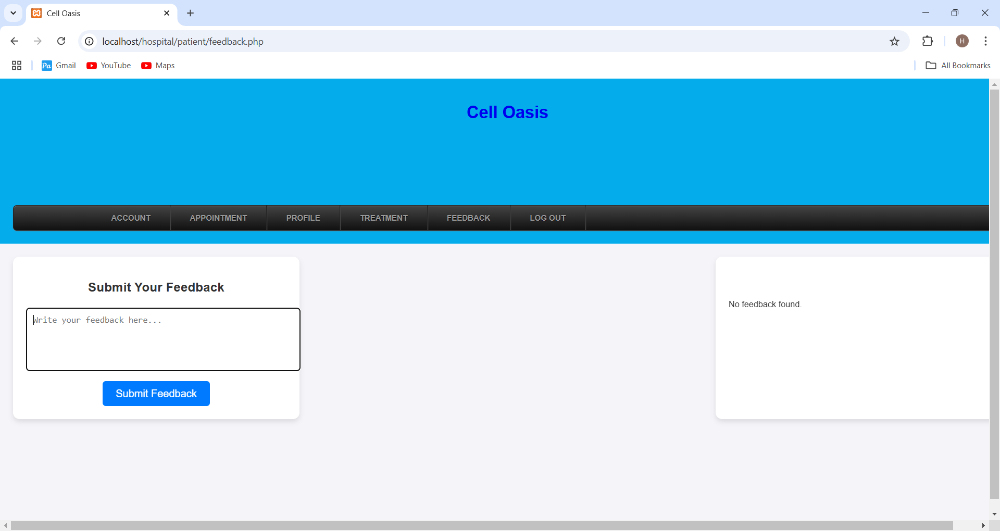 Cell Oasis
localhost/hospital/patient/feedback.php
H
Pa Gmail YouTube Maps All Bookmarks
Cell Oasis
ACCOUNT APPOINTMENT PROFILE TREATMENT FEEDBACK LOG OUT
Submit Your Feedback
Write your feedback here...
Submit Feedback
No feedback found.